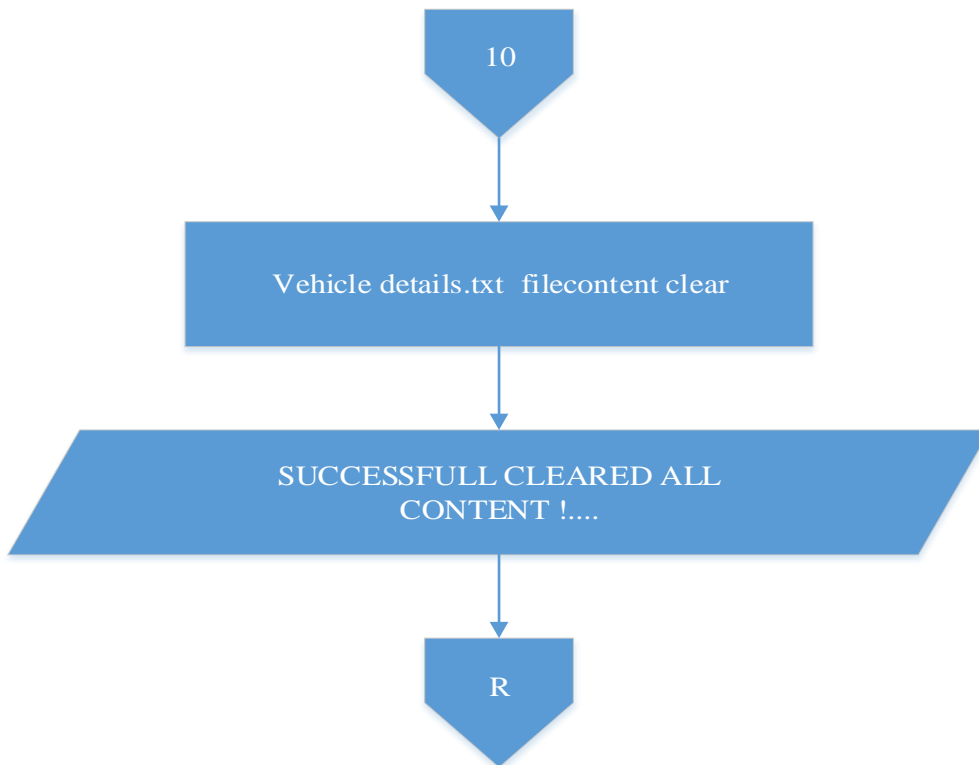 10
Vehicle details.txt  filecontent clear
SUCCESSFULL CLEARED ALL
CONTENT !....
R